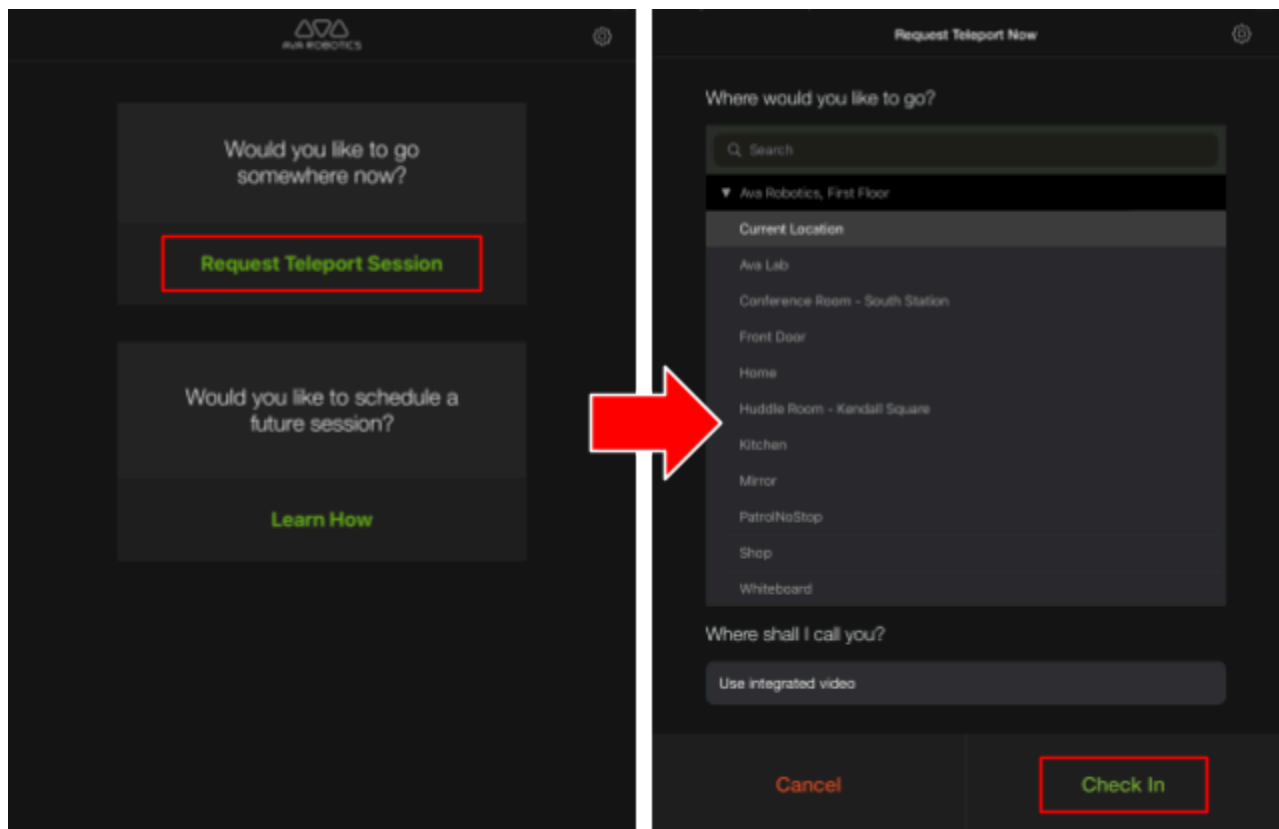 AVA ROBOTICS
Would you like to go
somewhere now?
Request Teleport Session
Would you like to schedule a
future session?
Learn How
Request Teleport Now
Where would you like to go?
Search
Ava Robotics, First Floor
Current Location
Ava Lab
Conference Room - South Station
Front Door
Home
Huddle Room - Kendall Square
Kitchen
Mirror
PatrolNoStop
Shop
Whiteboard
Where shall I call you?
Use integrated video
Cancel
Check In